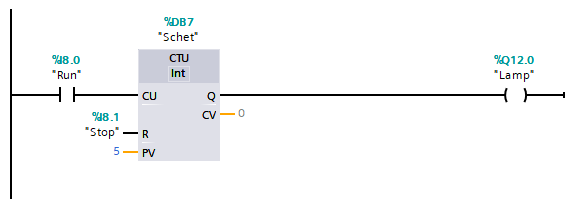 %DB7
"Schet"
%I8.0
"Run"
CTU
Int
%Q12.0
"Lamp"
CU
Q
CV
0
%I8.1
"Stop"
R
5
PV